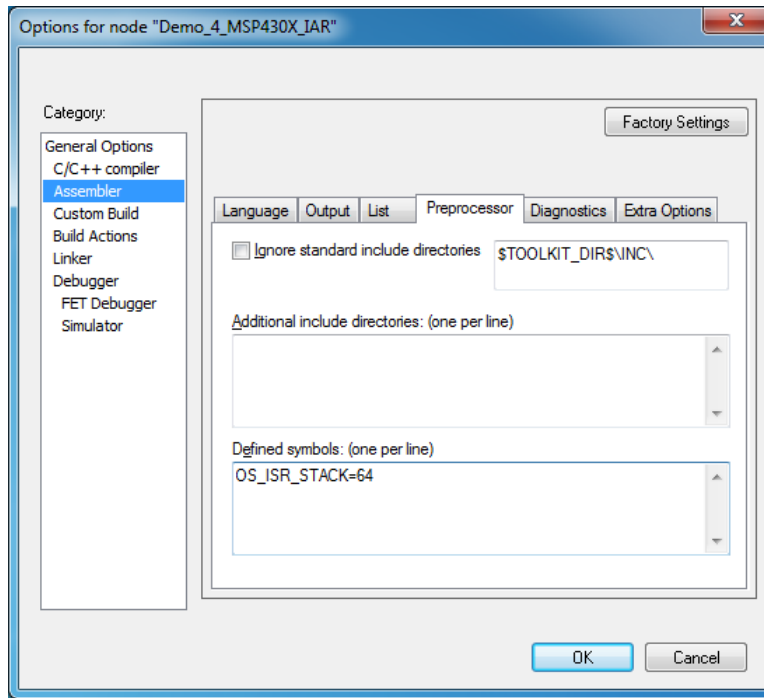 Options for node "Demo_4_MSP430X_IAR"
Category:
Factory Settings
General Options
C/C++ compiler
Assembler
Custom Build
Build Actions
Linker
Debugger
FET Debugger
Simulator
Language Output List Preprocessor Diagnostics Extra Options
Ignore standard include directories $TOOLKIT_DIR$\INC\
Additional include directories: (one per line)
Defined symbols: (one per line)
OS_ISR_STACK=64
OK Cancel